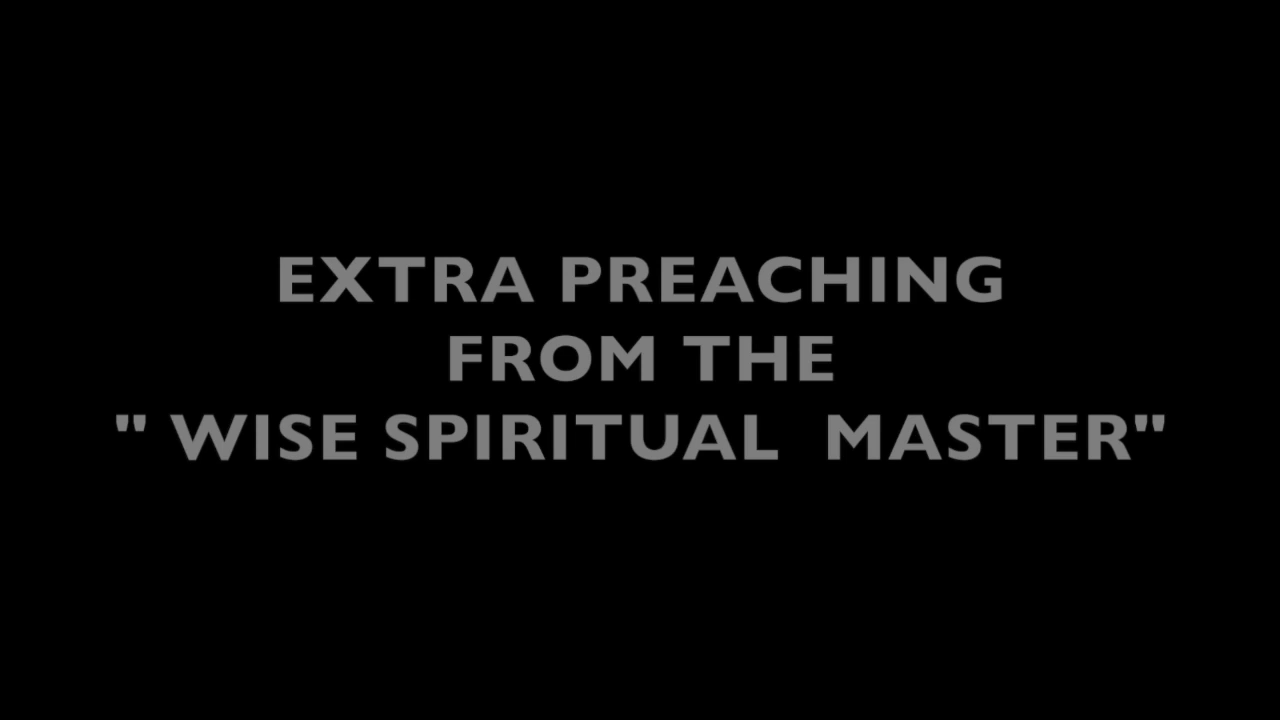 EXTRA PREACHING
FROM THE
" WISE SPIRITUAL  MASTER"